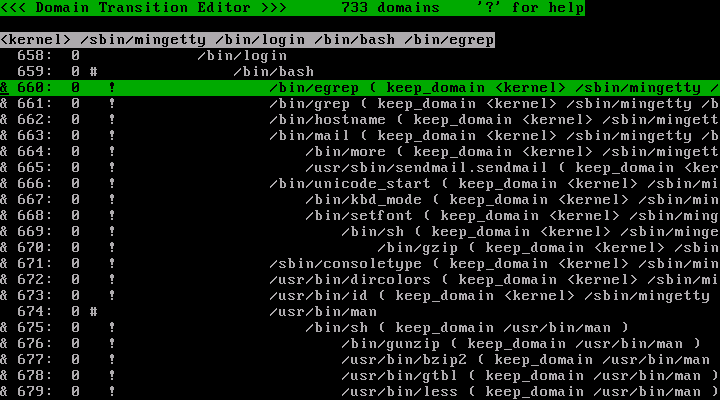 <<< Domain Transition Editor >>>      733 domains    '?' for help
<kernel> /sbin/mingetty /bin/login /bin/bash /bin/egrep
  658:  0             /bin/login
  659:  0 #               /bin/bash
& 660:  0   !                 /bin/egrep ( keep_domain <kernel> /sbin/mingetty /
& 661:  0   !                 /bin/grep ( keep_domain <kernel> /sbin/mingetty /b
& 662:  0   !                 /bin/hostname ( keep_domain <kernel> /sbin/mingett
& 663:  0   !                 /bin/mail ( keep_domain <kernel> /sbin/mingetty /b
& 664:  0   !                     /bin/more ( keep_domain <kernel> /sbin/mingett
& 665:  0   !                     /usr/sbin/sendmail.sendmail ( keep_domain <ker
& 666:  0   !                 /bin/unicode_start ( keep_domain <kernel> /sbin/mi
& 667:  0   !                     /bin/kbd_mode ( keep_domain <kernel> /sbin/min
& 668:  0   !                     /bin/setfont ( keep_domain <kernel> /sbin/ming
& 669:  0   !                         /bin/sh ( keep_domain <kernel> /sbin/minge
& 670:  0   !                             /bin/gzip ( keep_domain <kernel> /sbin
& 671:  0   !                 /sbin/consoletype ( keep_domain <kernel> /sbin/min
& 672:  0   !                 /usr/bin/dircolors ( keep_domain <kernel> /sbin/mi
& 673:  0   !                 /usr/bin/id ( keep_domain <kernel> /sbin/mingetty 
  674:  0 #                   /usr/bin/man
& 675:  0   !                     /bin/sh ( keep_domain /usr/bin/man )
& 676:  0   !                         /bin/gunzip ( keep_domain /usr/bin/man )
& 677:  0   !                         /usr/bin/bzip2 ( keep_domain /usr/bin/man 
& 678:  0   !                         /usr/bin/gtbl ( keep_domain /usr/bin/man )
& 679:  0   !                         /usr/bin/less ( keep_domain /usr/bin/man )